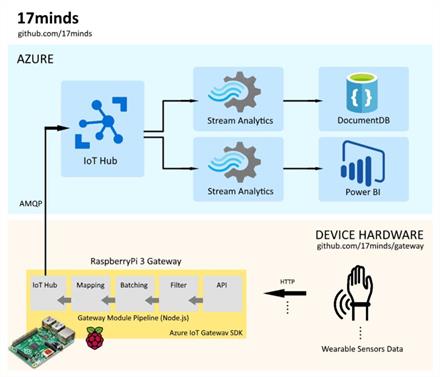 17minds
github.com/17minds
AZURE
IoT Hub
Stream Analytics
DocumentDB
Stream Analytics
Power BI
AMQP
DEVICE HARDWARE
github.com/17minds/gateway
RaspberryPi 3 Gateway
IoT Hub
Mapping
Batching
Filter
API
HTTP
Gateway Module Pipeline (Node.js)
Azure IoT Gateway SDK
Wearable Sensors Data